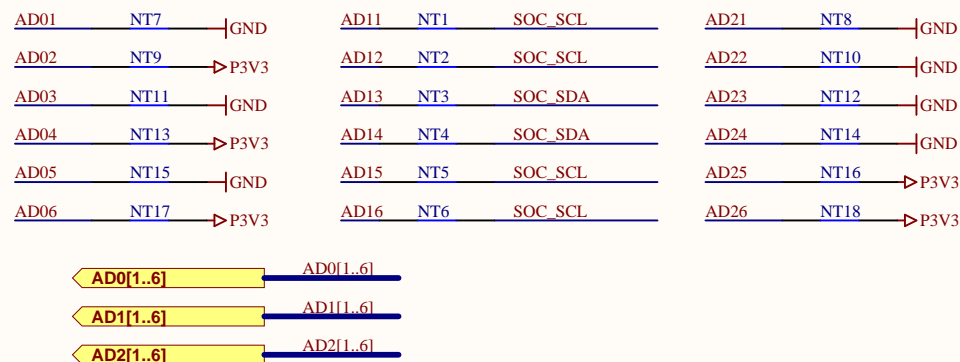 AD01 NT7 GND AD11 NT1 SOC_SCL AD21 NT8 GND
AD02 NT9 P3V3 AD12 NT2 SOC_SCL AD22 NT10 GND
AD03 NT11 GND AD13 NT3 SOC_SDA AD23 NT12 GND
AD04 NT13 P3V3 AD14 NT4 SOC_SDA AD24 NT14 GND
AD05 NT15 GND AD15 NT5 SOC_SCL AD25 NT16 P3V3
AD06 NT17 P3V3 AD16 NT6 SOC_SCL AD26 NT18 P3V3
AD0[1..6] AD0[1..6]
AD1[1..6] AD1[1..6]
AD2[1..6] AD2[1..6]